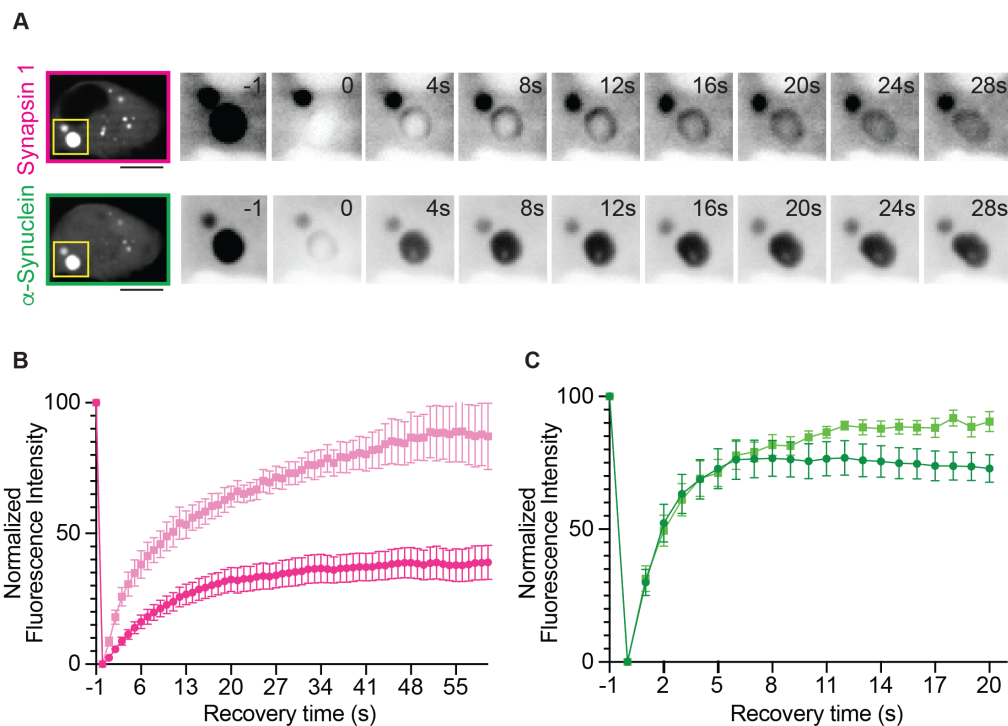 A
Synapsin 1
-1 0 4s 8s 12s 16s 20s 24s 28s
α-Synuclein
-1 0 4s 8s 12s 16s 20s 24s 28s
B
Normalized
Fluorescence Intensity
100
50
0
-1 6 13 20 27 34 41 48 55
Recovery time (s)
C
Normalized
Fluorescence Intensity
100
50
0
-1 2 5 8 11 14 17 20
Recovery time (s)